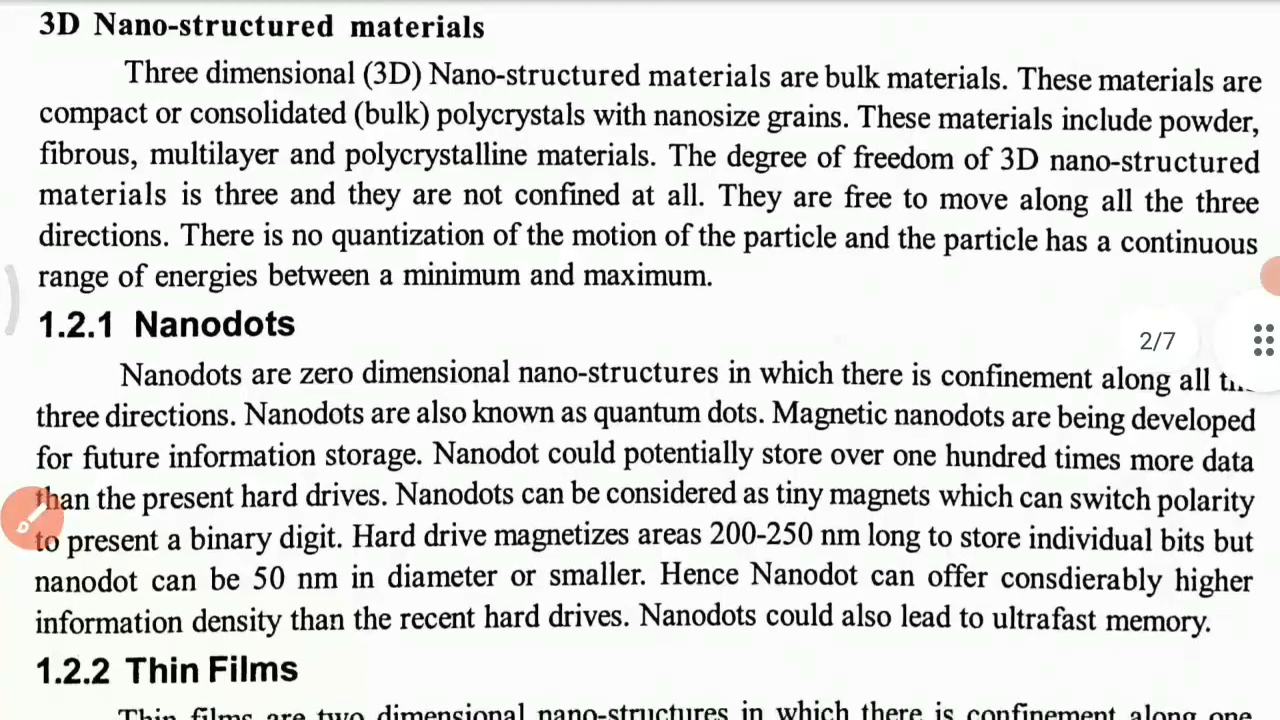 3D Nano-structured materials
Three dimensional (3D) Nano-structured materials are bulk materials. These materials are
compact or consolidated (bulk) polycrystals with nanosize grains. These materials include powder,
fibrous, multilayer and polycrystalline materials. The degree of freedom of 3D nano-structured
materials is three and they are not confined at all. They are free to move along all the three
directions. There is no quantization of the motion of the particle and the particle has a continuous
range of energies between a minimum and maximum.
1.2.1 Nanodots
2/7
Nanodots are zero dimensional nano-structures in which there is confinement along all
three directions. Nanodots are also known as quantum dots. Magnetic nanodots are being developed
for future information storage. Nanodot could potentially store over one hundred times more data
than the present hard drives. Nanodots can be considered as tiny magnets which can switch polarity
to present a binary digit. Hard drive magnetizes areas 200-250 nm long to store individual bits but
nanodot can be 50 nm in diameter or smaller. Hence Nanodot can offer consdierably higher
information density than the recent hard drives. Nanodots could also lead to ultrafast memory.
1.2.2 Thin Films
Thin films are two dimensional nano-structures in which there is confinement along one